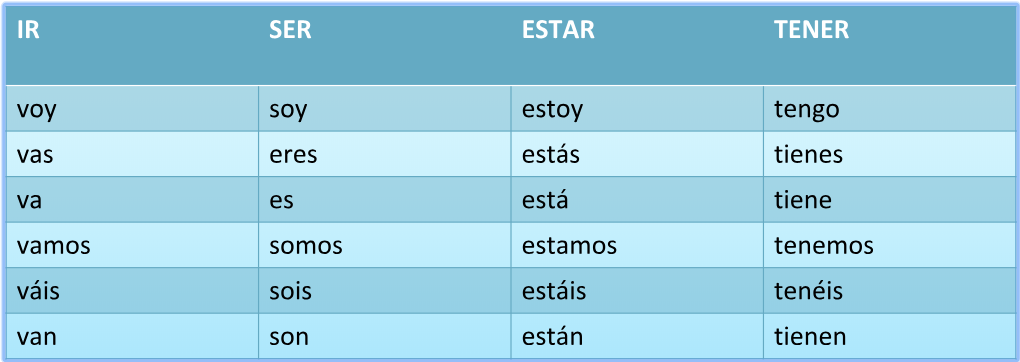 IR SER ESTAR TENER
voy soy estoy tengo
vas eres estás tienes
va es está tiene
vamos somos estamos tenemos
váis sois estáis tenéis
van son están tienen